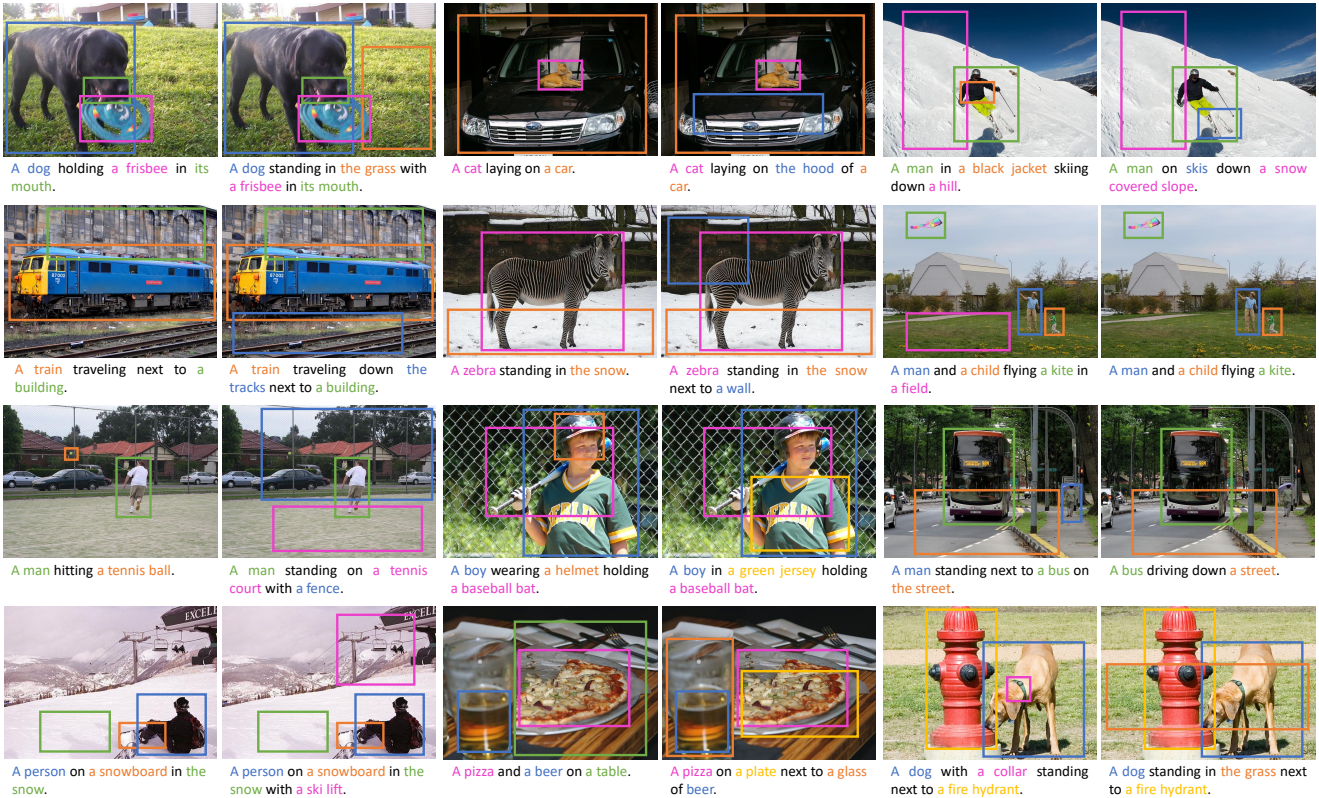 A dog holding a frisbee in its
mouth.
A dog standing in the grass with
a frisbee in its mouth.
A cat laying on a car.
A cat laying on the hood of a
car.
A man in a black jacket skiing
down a hill.
A man on skis down a snow
covered slope.
87002
A train traveling next to a
building.
87002
A train traveling down the
tracks next to a building.
A zebra standing in the snow.
A zebra standing in the snow
next to a wall.
A man and a child flying a kite in
a field.
A man and a child flying a kite.
A man hitting a tennis ball.
A man standing on a tennis
court with a fence.
A boy wearing a helmet holding
a baseball bat.
A boy in a green jersey holding
a baseball bat.
A man standing next to a bus on
the street.
A bus driving down a street.
EXCELL
A person on a snowboard in the
snow.
EXCELL
A person on a snowboard in the
snow with a ski lift.
A pizza and a beer on a table.
A pizza on a plate next to a glass
of beer.
A dog with a collar standing
next to a fire hydrant.
A dog standing in the grass next
to a fire hydrant.